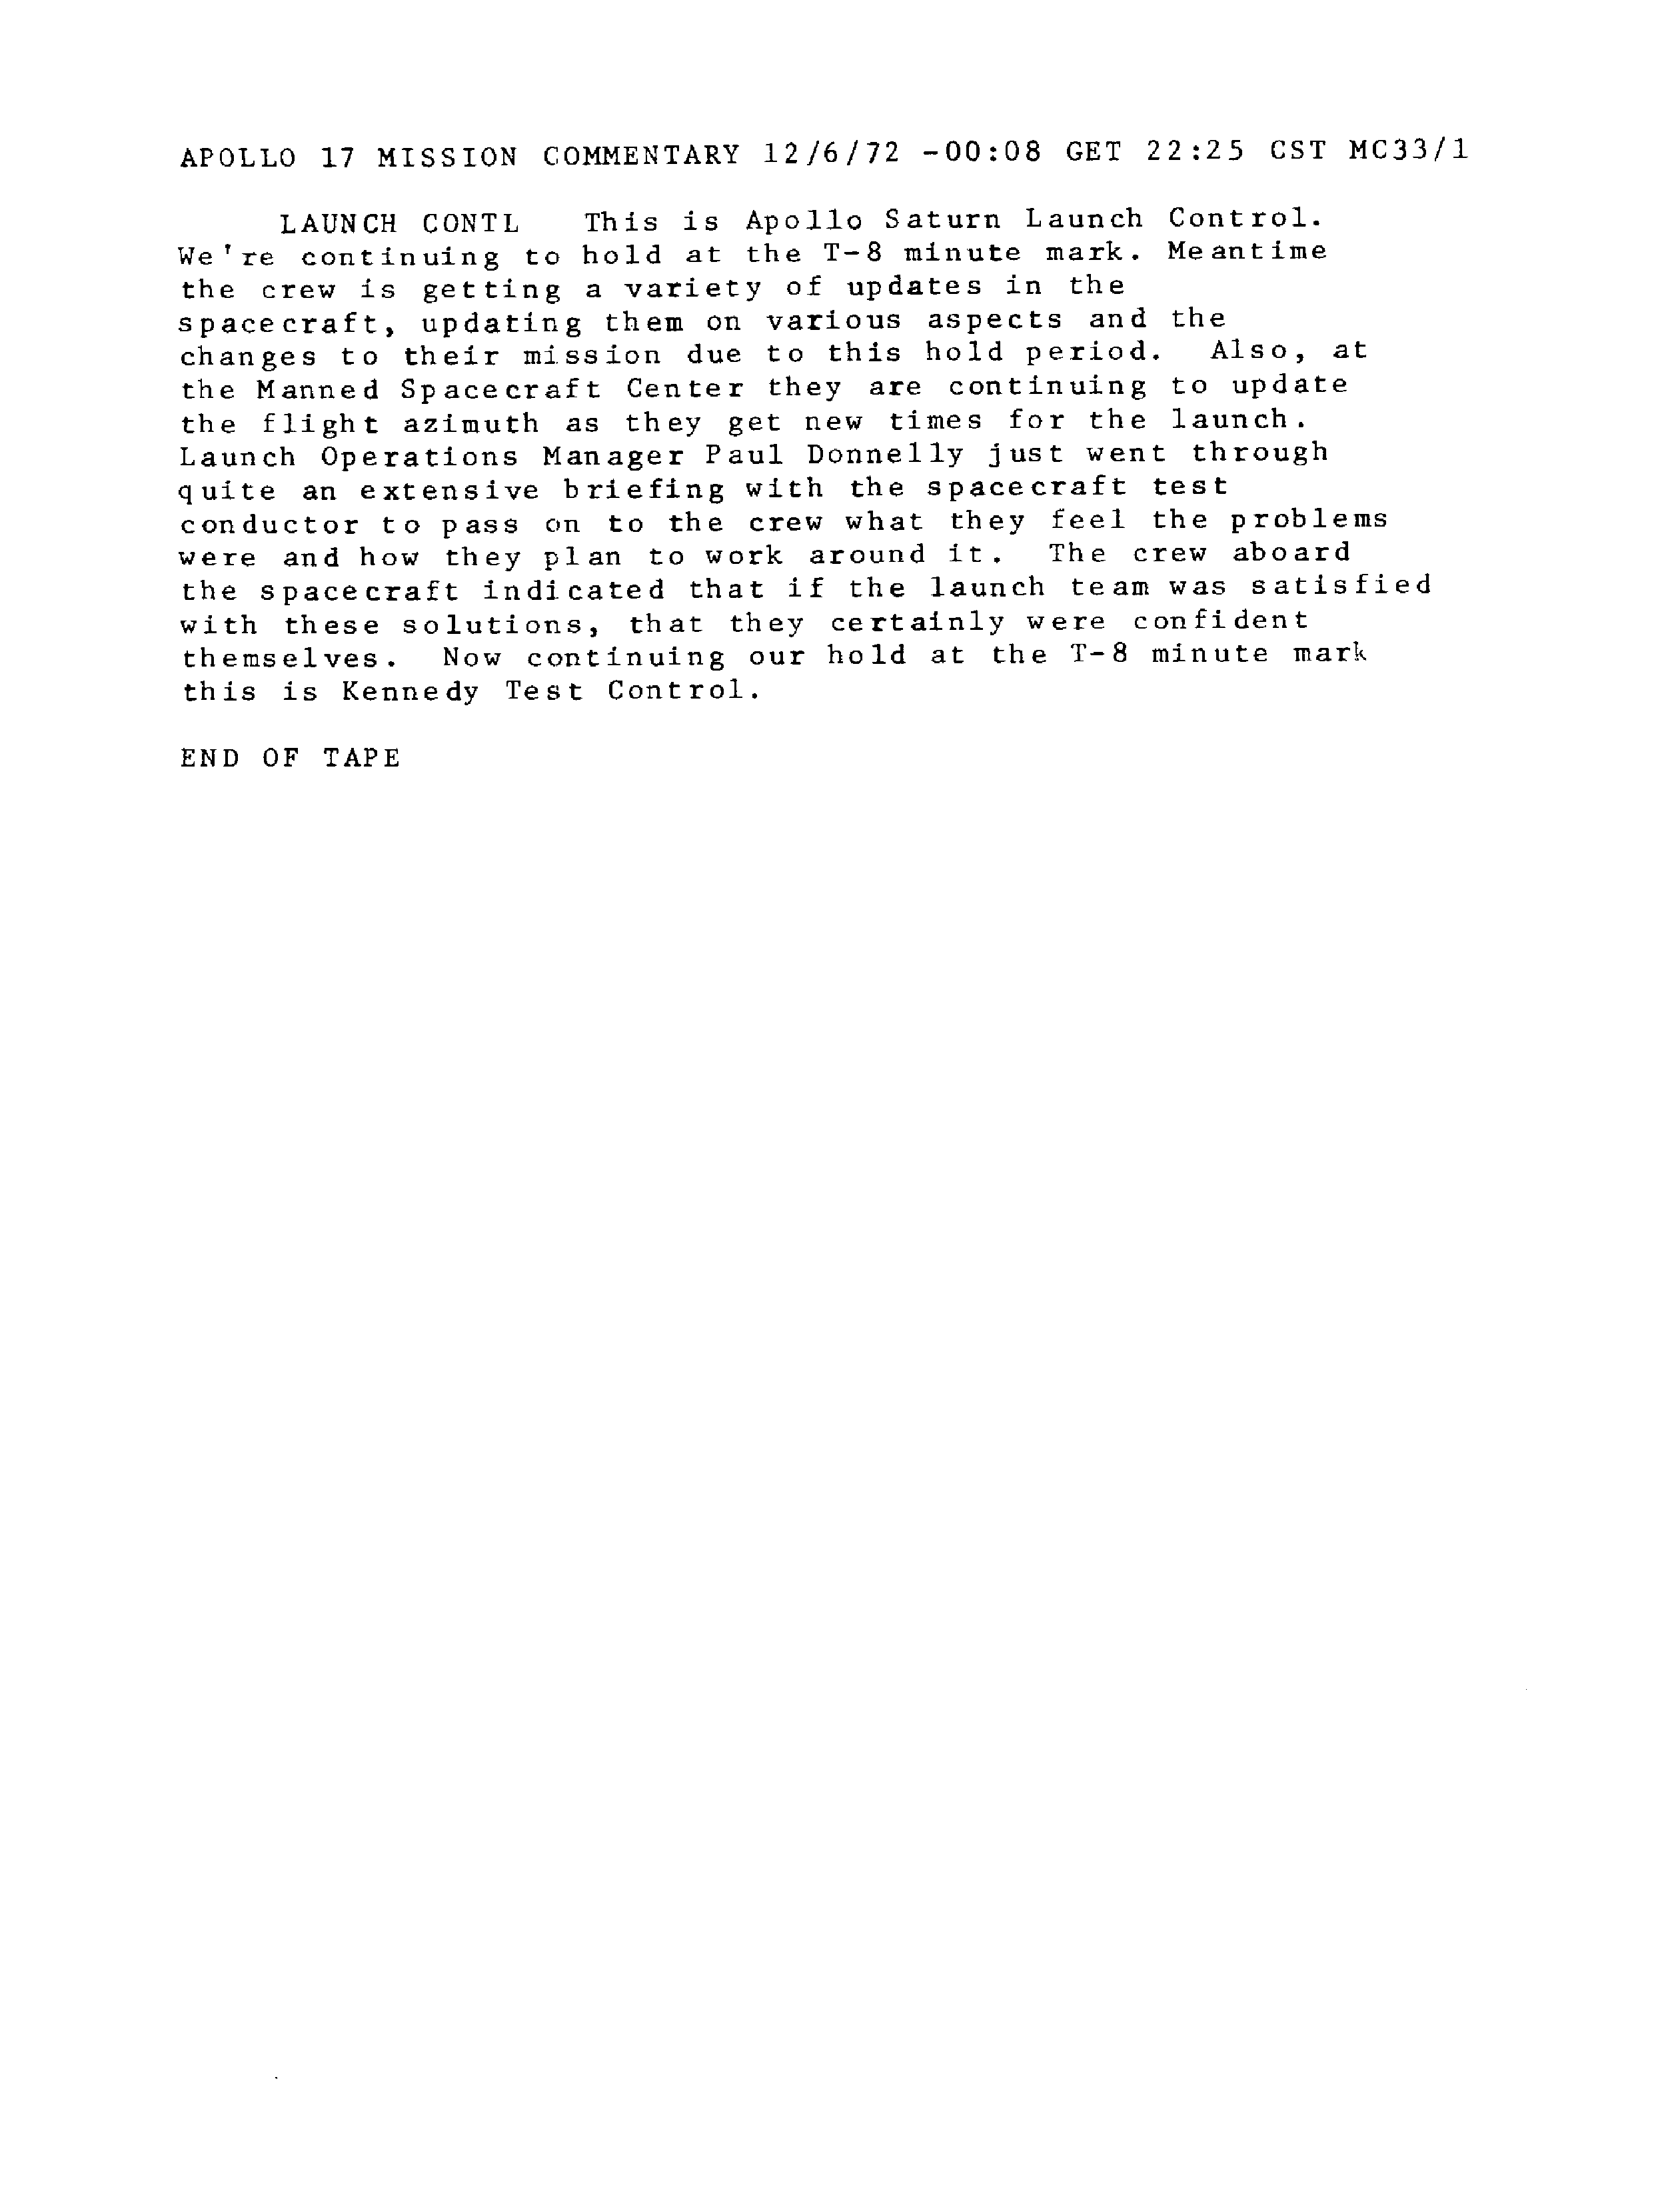 APOLLO 17 MISSION COMMENTARY 12/6/72 -00:08 GET 22:25 CST MC33/1
LAUNCH CONTL This is Apollo Saturn Launch Control.
We're continuing to hold at the T-8 minute mark. Meantime
the crew is getting a variety of updates in the
spacecraft, updating them on various aspects and the
changes to their mission due to this hold period. Also, at
the Manned Spacecraft Center they are continuing to update
the flight azimuth as they get new times for the launch.
Launch Operations Manager Paul Donnelly just went through
quite an extensive briefing with the spacecraft test
conductor to pass on to the crew what they feel the problems
were and how they plan to work around it. The crew aboard
the spacecraft indicated that if the launch team was satisfied
with these solutions, that they certainly were confident
themselves. Now continuing our hold at the T-8 minute mark
this is Kennedy Test Control.
END OF TAPE